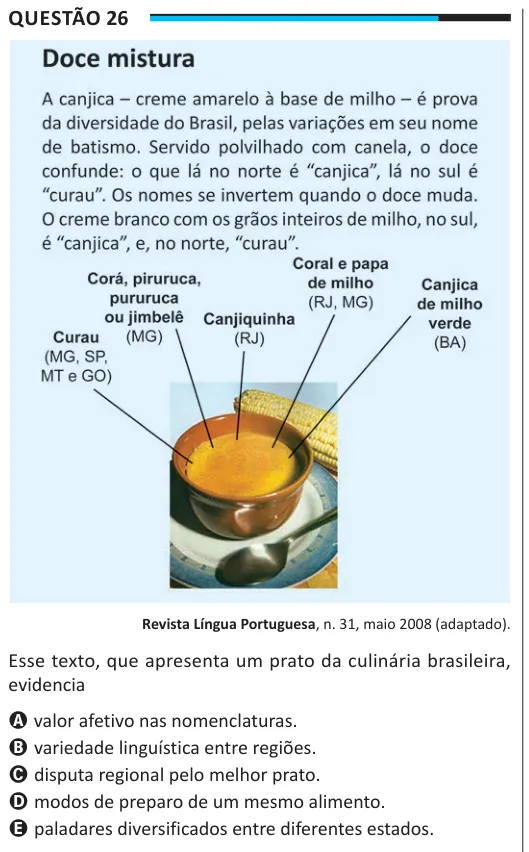 QUESTÃO 26
Doce mistura
A canjica – creme amarelo à base de milho – é prova
da diversidade do Brasil, pelas variações em seu nome
de batismo. Servido polvilhado com canela, o doce
confunde: o que lá no norte é “canjica”, lá no sul é
“curau”. Os nomes se invertem quando o doce muda.
O creme branco com os grãos inteiros de milho, no sul,
é “canjica”, e, no norte, “curau”.
Curau
(MG, SP,
MT e GO)
Corá, piruruca,
pururuca
ou jimbelê
(MG)
Canjiquinha
(RJ)
Coral e papa
de milho
(RJ, MG)
Canjica
de milho
verde
(BA)
Revista Língua Portuguesa, n. 31, maio 2008 (adaptado).
Esse texto, que apresenta um prato da culinária brasileira,
evidencia
A valor afetivo nas nomenclaturas.
B variedade linguística entre regiões.
C disputa regional pelo melhor prato.
D modos de preparo de um mesmo alimento.
E paladares diversificados entre diferentes estados.